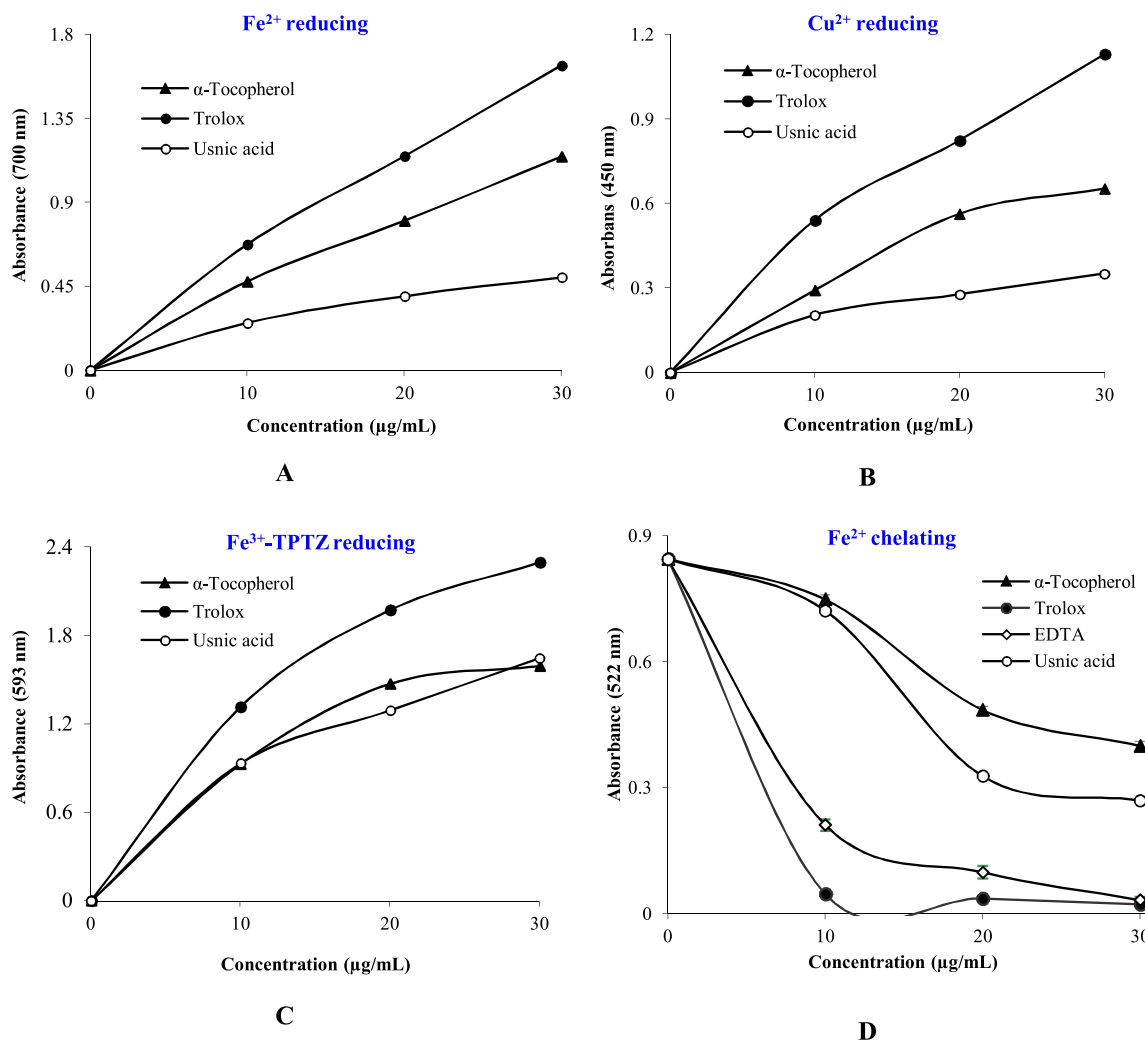 Fe²⁺ reducing
1.8
1.35
0.9
0.45
0
Absorbance (700 nm)
α-Tocopherol
Trolox
Usnic acid
0 10 20 30
Concentration (µg/mL)
A
Cu²⁺ reducing
1.2
0.9
0.6
0.3
0
Absorbans (450 nm)
α-Tocopherol
Trolox
Usnic acid
0 10 20 30
Concentration (µg/mL)
B
Fe³⁺-TPTZ reducing
2.4
1.8
1.2
0.6
0
Absorbance (593 nm)
α-Tocopherol
Trolox
Usnic acid
0 10 20 30
Concentration (µg/mL)
C
Fe²⁺ chelating
0.9
0.6
0.3
0
Absorbance (522 nm)
α-Tocopherol
Trolox
EDTA
Usnic acid
0 10 20 30
Concentration (µg/mL)
D